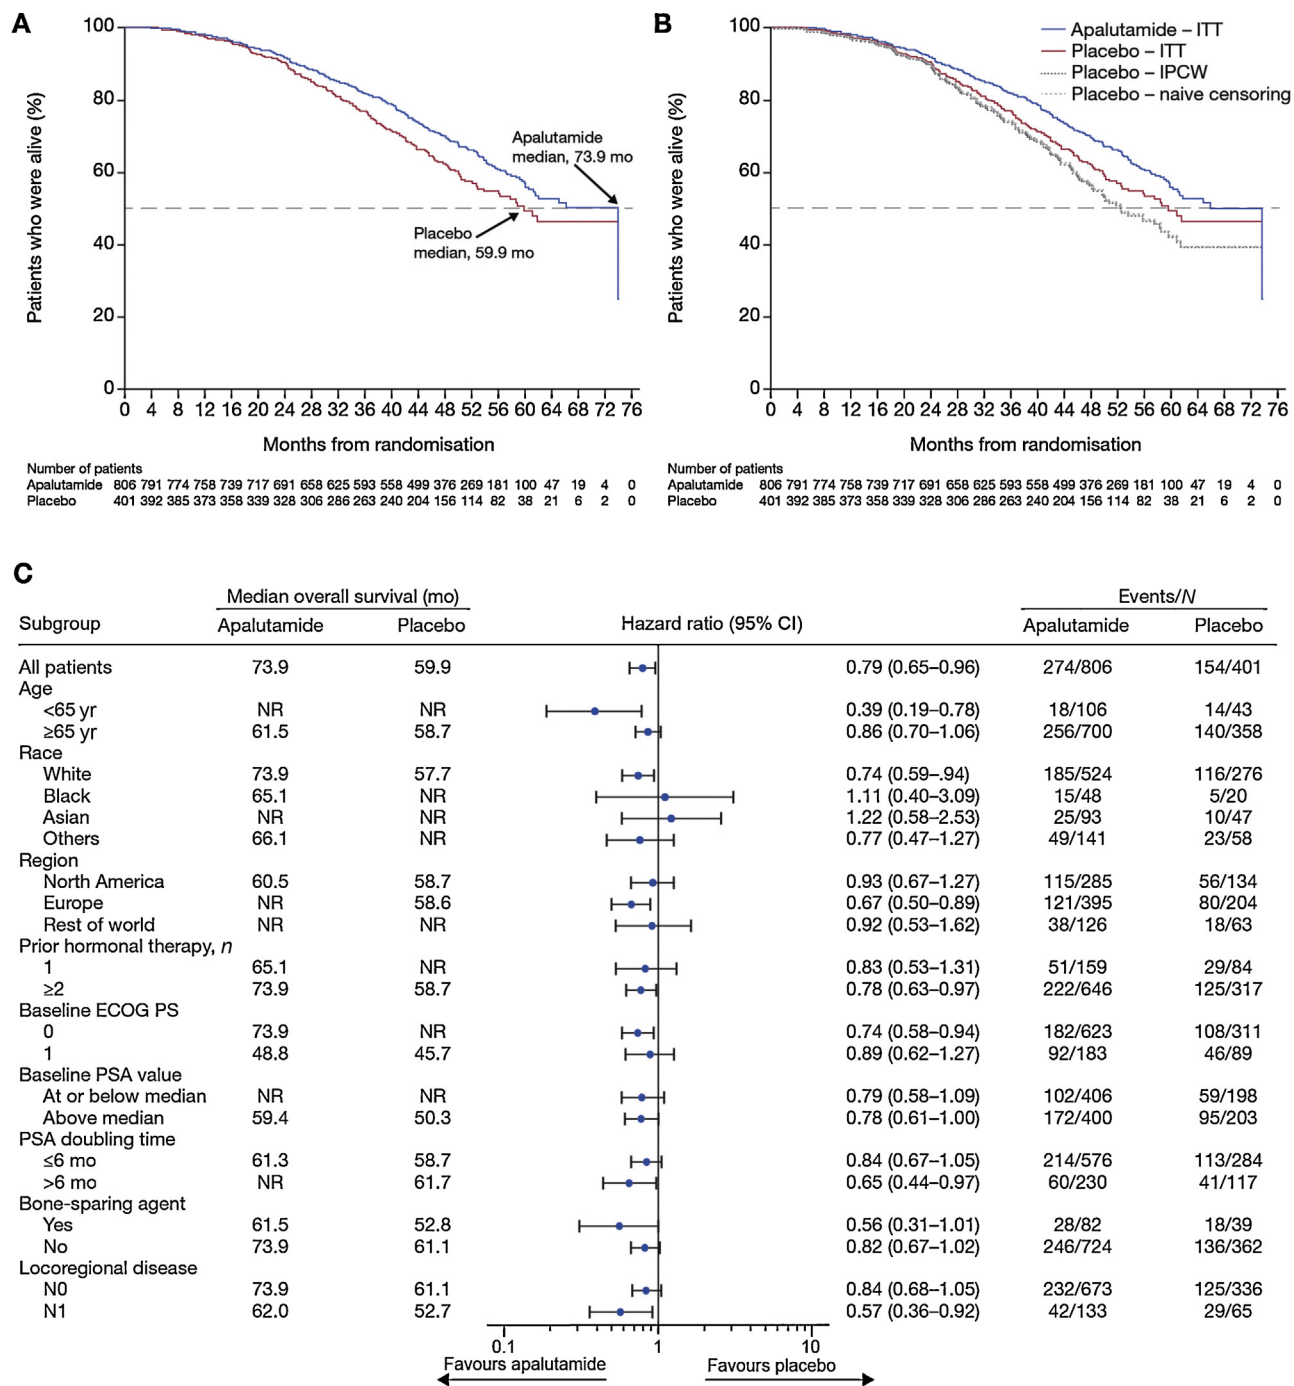 A
100
80
60
40
20
0
Patients who were alive (%)
Apalutamide
median, 73.9 mo
Placebo
median, 59.9 mo
0 4 8 12 16 20 24 28 32 36 40 44 48 52 56 60 64 68 72 76
Months from randomisation
Number of patients
Apalutamide 806 791 774 758 739 717 691 658 625 593 558 499 376 269 181 100 47 19 4 0
Placebo 401 392 385 373 358 339 328 306 286 263 240 204 156 114 82 38 21 6 2 0
B
100
80
60
40
20
0
Patients who were alive (%)
Apalutamide – ITT
Placebo – ITT
Placebo – IPCW
Placebo – naive censoring
0 4 8 12 16 20 24 28 32 36 40 44 48 52 56 60 64 68 72 76
Months from randomisation
Number of patients
Apalutamide 806 791 774 758 739 717 691 658 625 593 558 499 376 269 181 100 47 19 4 0
Placebo 401 392 385 373 358 339 328 306 286 263 240 204 156 114 82 38 21 6 2 0
C
Median overall survival (mo) Events/N
Subgroup Apalutamide Placebo Hazard ratio (95% CI) Apalutamide Placebo
All patients 73.9 59.9 0.79 (0.65–0.96) 274/806 154/401
Age
<65 yr NR NR 0.39 (0.19–0.78) 18/106 14/43
≥65 yr 61.5 58.7 0.86 (0.70–1.06) 256/700 140/358
Race
White 73.9 57.7 0.74 (0.59–.94) 185/524 116/276
Black 65.1 NR 1.11 (0.40–3.09) 15/48 5/20
Asian NR NR 1.22 (0.58–2.53) 25/93 10/47
Others 66.1 NR 0.77 (0.47–1.27) 49/141 23/58
Region
North America 60.5 58.7 0.93 (0.67–1.27) 115/285 56/134
Europe NR 58.6 0.67 (0.50–0.89) 121/395 80/204
Rest of world NR NR 0.92 (0.53–1.62) 38/126 18/63
Prior hormonal therapy, n
1 65.1 NR 0.83 (0.53–1.31) 51/159 29/84
≥2 73.9 58.7 0.78 (0.63–0.97) 222/646 125/317
Baseline ECOG PS
0 73.9 NR 0.74 (0.58–0.94) 182/623 108/311
1 48.8 45.7 0.89 (0.62–1.27) 92/183 46/89
Baseline PSA value
At or below median NR NR 0.79 (0.58–1.09) 102/406 59/198
Above median 59.4 50.3 0.78 (0.61–1.00) 172/400 95/203
PSA doubling time
≤6 mo 61.3 58.7 0.84 (0.67–1.05) 214/576 113/284
>6 mo NR 61.7 0.65 (0.44–0.97) 60/230 41/117
Bone-sparing agent
Yes 61.5 52.8 0.56 (0.31–1.01) 28/82 18/39
No 73.9 61.1 0.82 (0.67–1.02) 246/724 136/362
Locoregional disease
N0 73.9 61.1 0.84 (0.68–1.05) 232/673 125/336
N1 62.0 52.7 0.57 (0.36–0.92) 42/133 29/65
0.1 1 10
Favours apalutamide Favours placebo